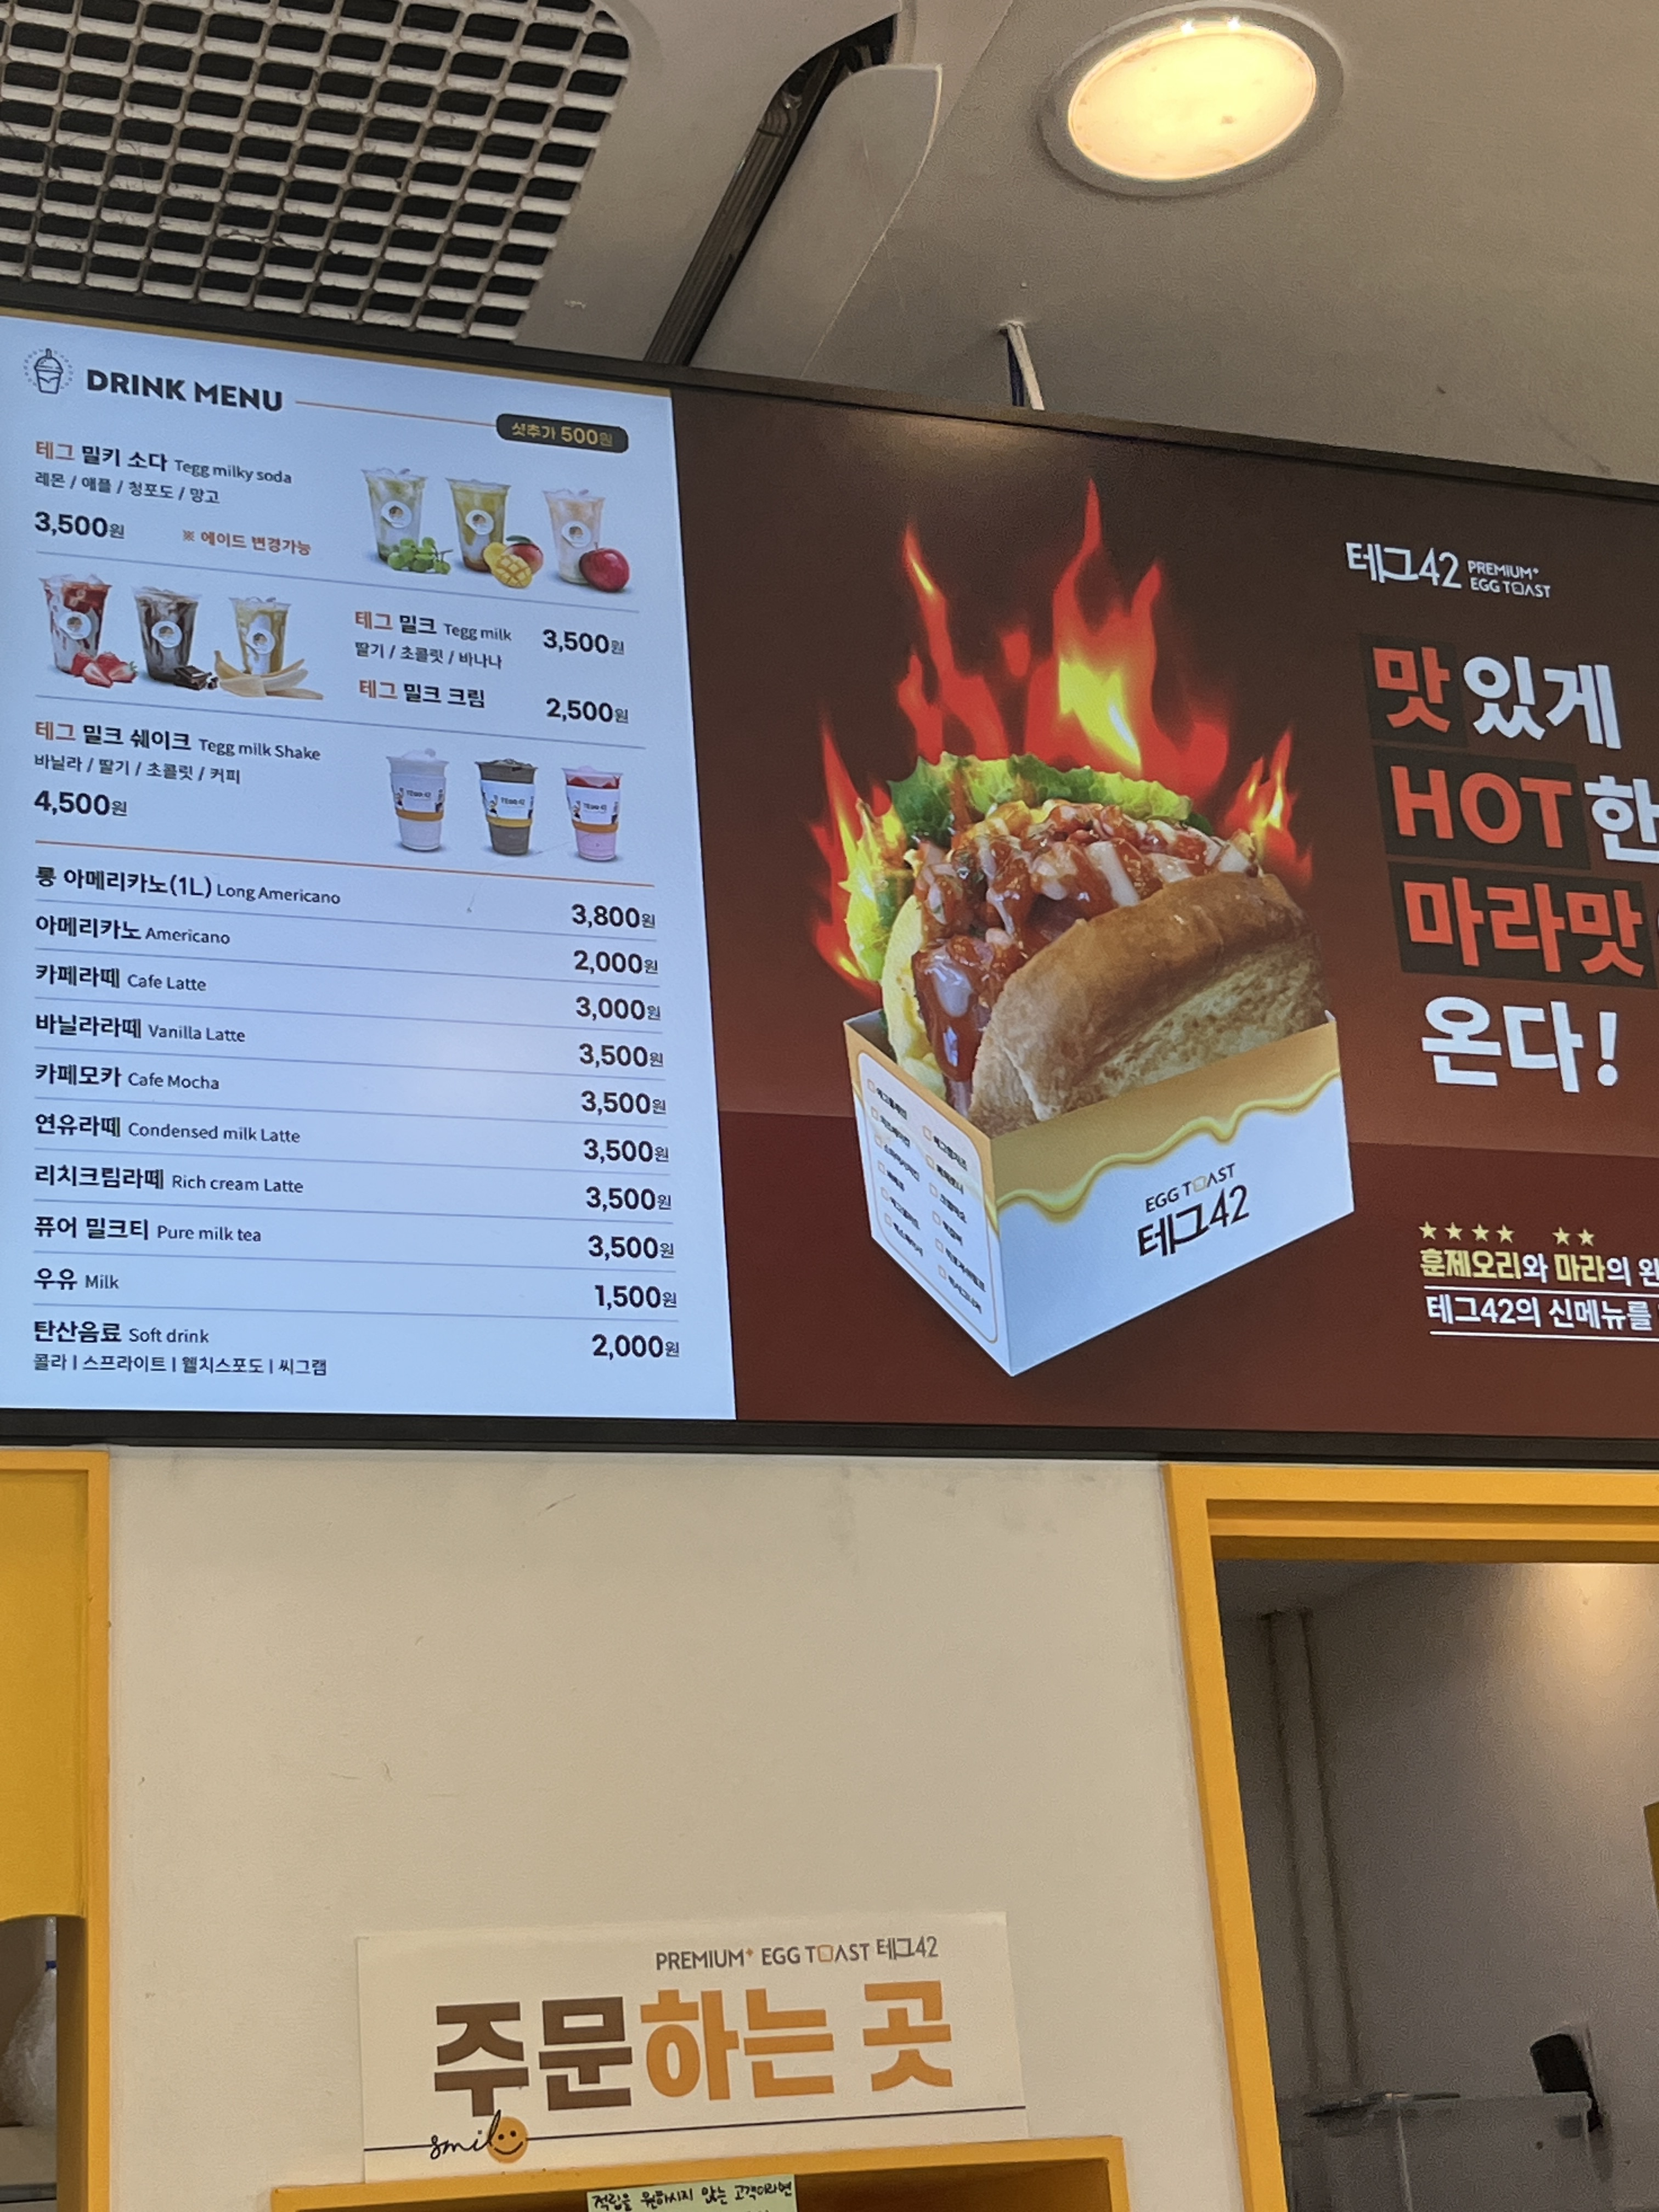 DRINK MENU
샷추가 500원
테그 밀키 소다 Tegg milky soda
레몬 / 애플 / 청포도 / 망고
3,500원
※ 에이드 변경가능
테그 밀크 Tegg milk 3,500원
딸기 / 초콜릿 / 바나나
테그 밀크 크림 2,500원
테그 밀크 쉐이크 Tegg milk Shake
바닐라 / 딸기 / 초콜릿 / 커피
4,500원
롱 아메리카노(1L) Long Americano 3,800원
아메리카노 Americano 2,000원
카페라떼 Cafe Latte 3,000원
바닐라라떼 Vanilla Latte 3,500원
카페모카 Cafe Mocha 3,500원
연유라떼 Condensed milk Latte 3,500원
리치크림라떼 Rich cream Latte 3,500원
퓨어 밀크티 Pure milk tea 3,500원
우유 Milk 1,500원
탄산음료 Soft drink 2,000원
콜라 | 스프라이트 | 웰치스포도 | 씨그램
테그42 PREMIUM+
EGG TOAST
맛있게
HOT한
마라맛
온다!
EGG TOAST
테그42
훈제오리와 마라의
테그42의 신메뉴를
PREMIUM+ EGG TOAST 테그42
주문하는 곳
smile
적립을 원하시지 않는 고객이라면